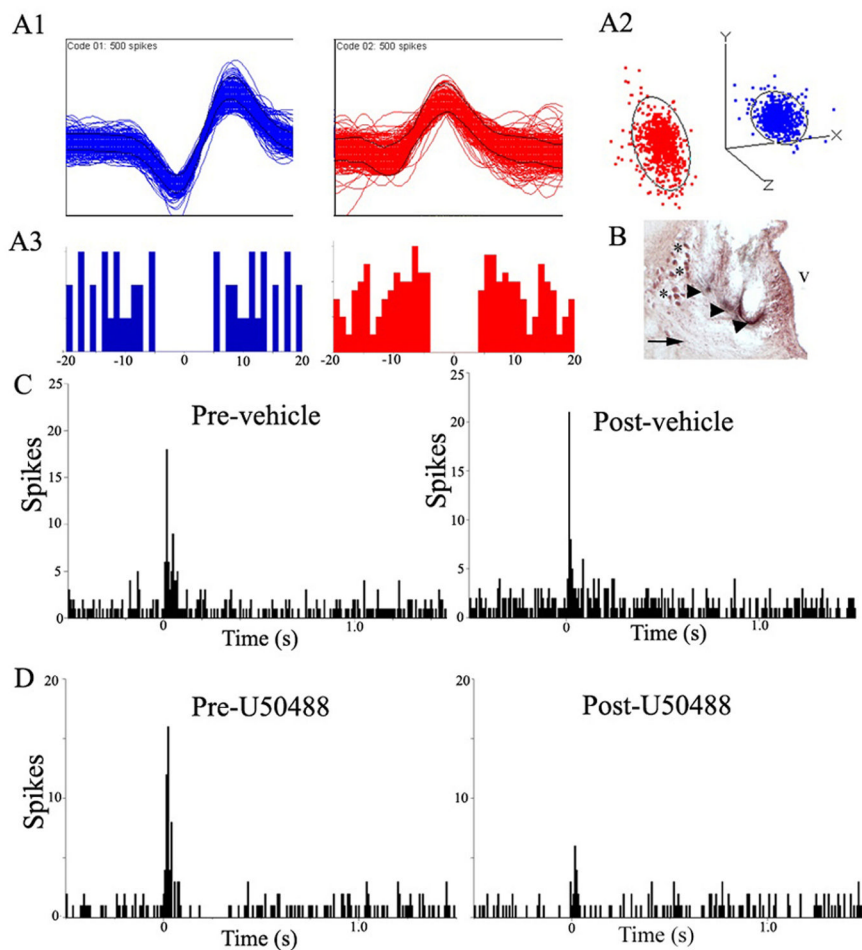 A1
Code 01: 500 spikes
Code 02: 500 spikes
A2
Y
X
Z
A3
-20 -10 0 10 20
-20 -10 0 10 20
B
*
*
*
v
C
25
20
15
10
5
0
Spikes
Pre-vehicle
0 1.0
Time (s)
25
20
15
10
5
0
Post-vehicle
0 1.0
Time (s)
D
20
10
0
Spikes
Pre-U50488
0 1.0
Time (s)
20
10
0
Post-U50488
0 1.0
Time (s)